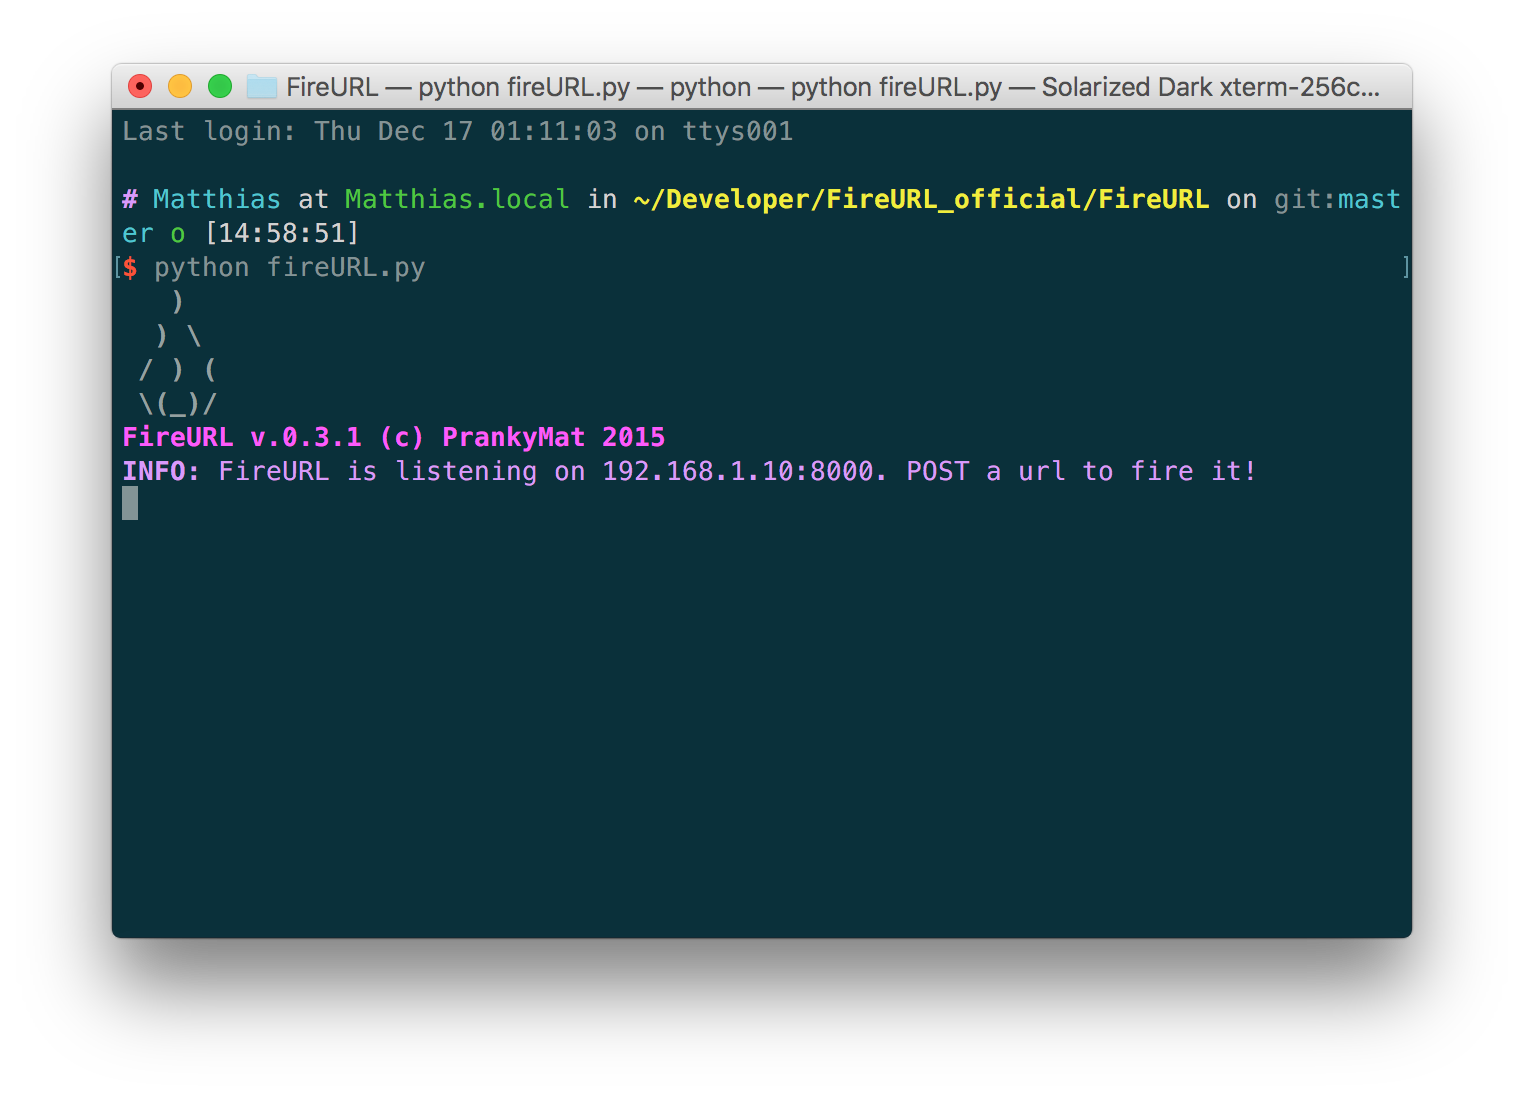 FireURL — python fireURL.py — python — python fireURL.py — Solarized Dark xterm-256c...
Last login: Thu Dec 17 01:11:03 on ttys001
# Matthias at Matthias.local in ~/Developer/FireURL_official/FireURL on git:mast
er o [14:58:51]
[$ python fireURL.py ]
   )
  ) \
 / ) (
 \(_)/
FireURL v.0.3.1 (c) PrankyMat 2015
INFO: FireURL is listening on 192.168.1.10:8000. POST a url to fire it!